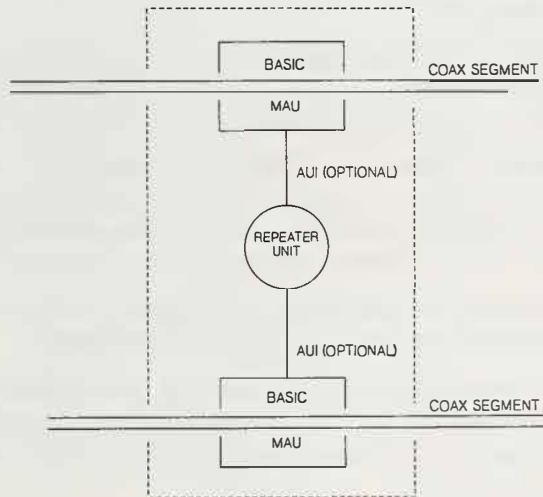 BASIC
COAX SEGMENT
MAU
AUI (OPTIONAL)
REPEATER
UNIT
AUI (OPTIONAL)
BASIC
COAX SEGMENT
MAU